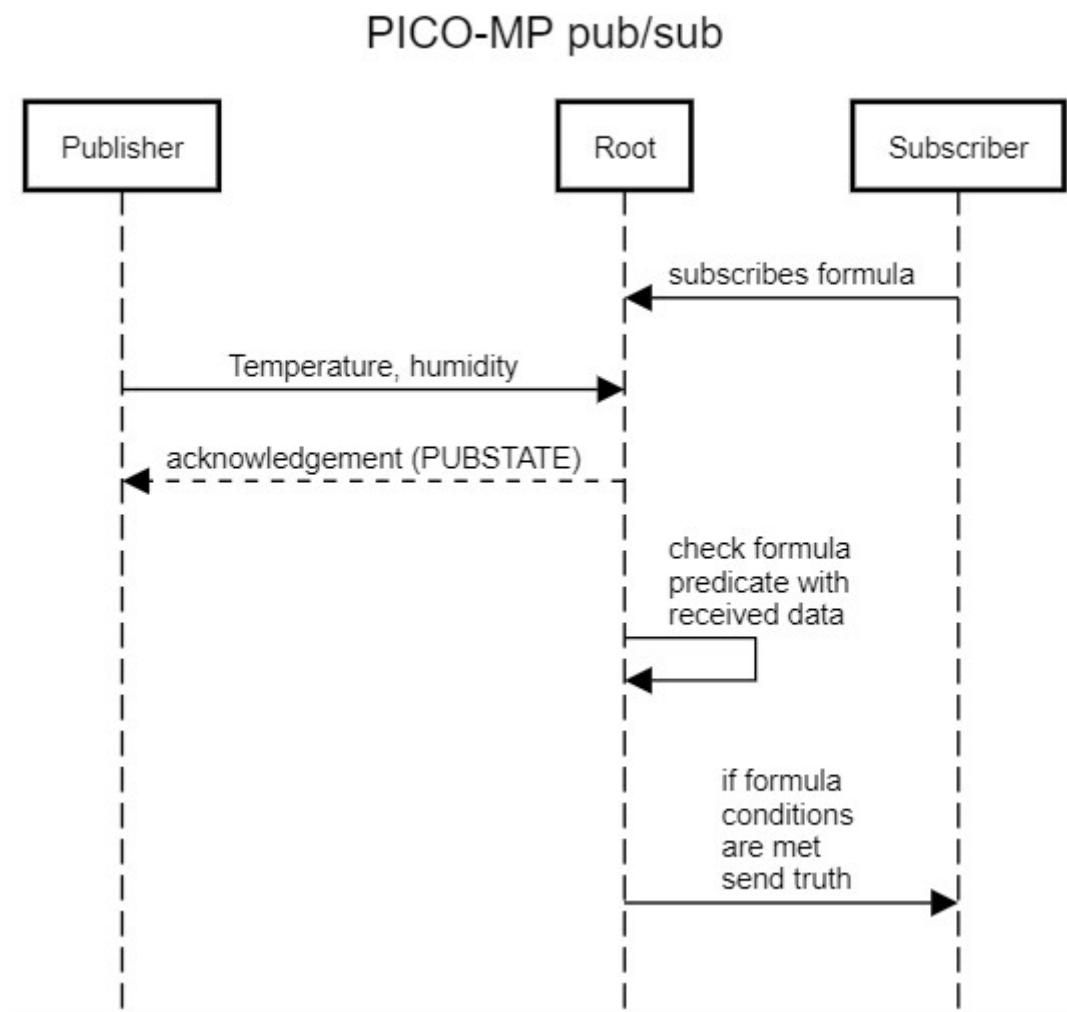 PICO-MP pub/sub
Publisher
Root
Subscriber
subscribes formula
Temperature, humidity
acknowledgement (PUBSTATE)
check formula
predicate with
received data
if formula
conditions
are met
send truth